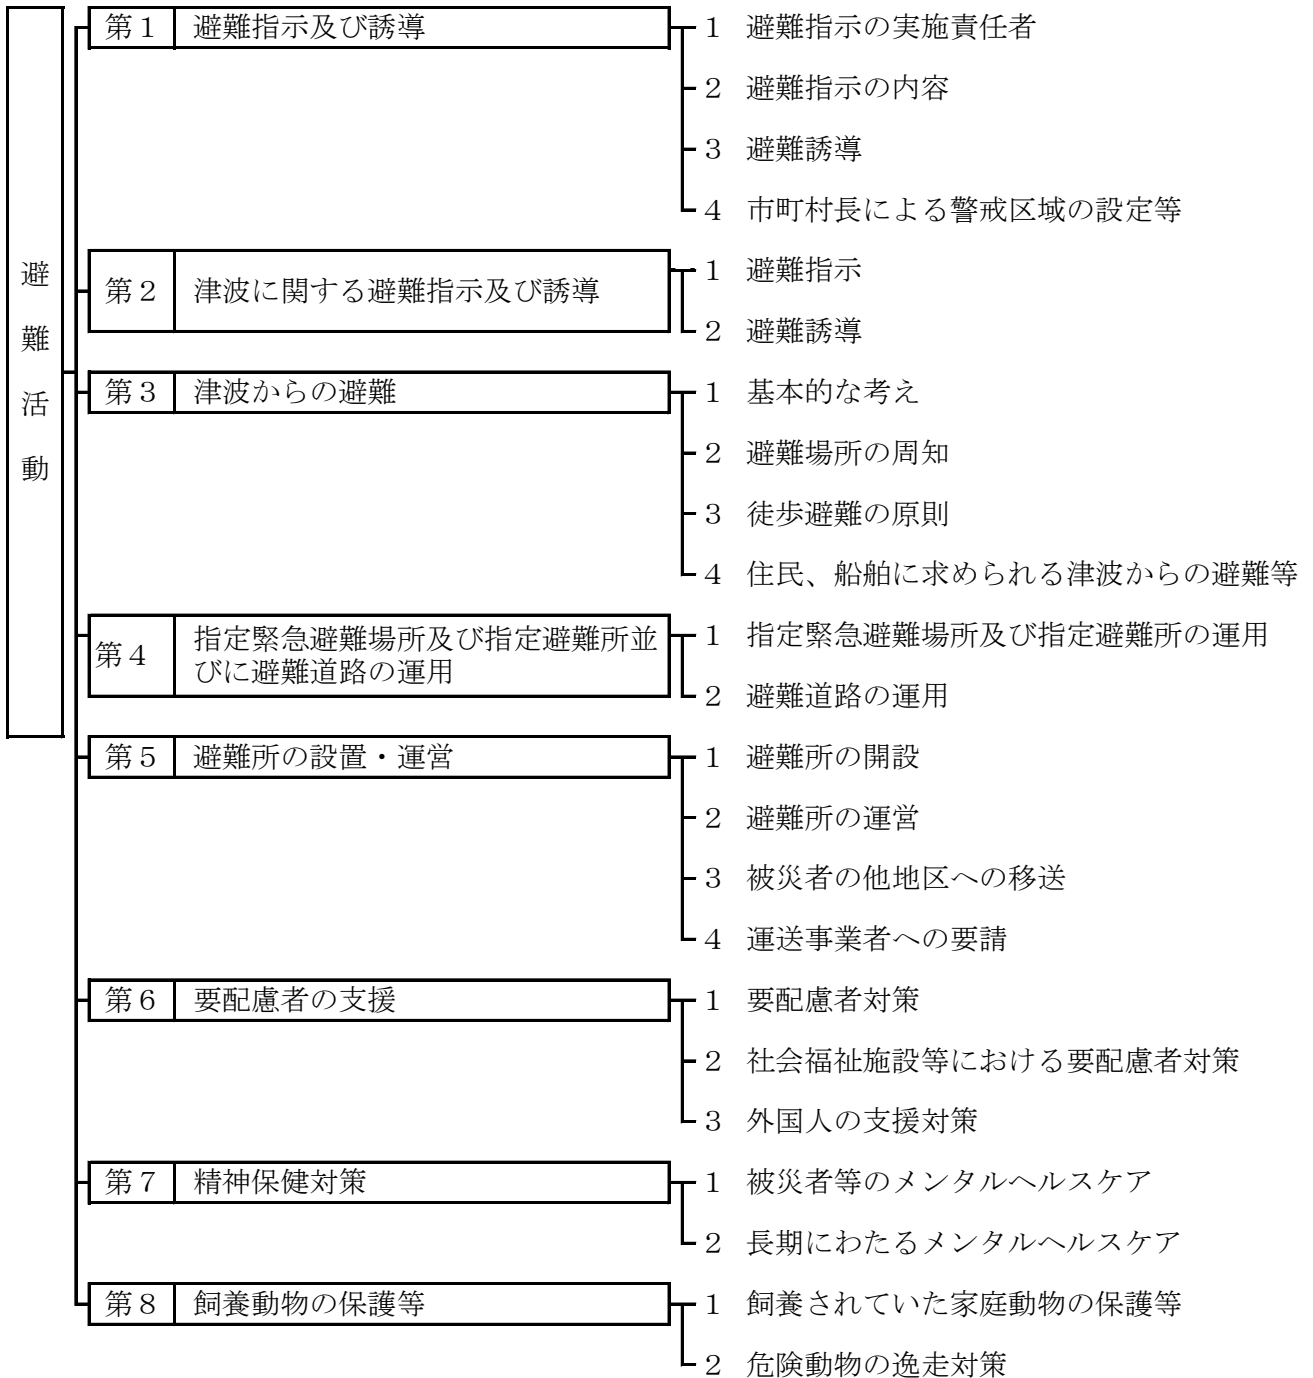 避難活動
第１ 避難指示及び誘導
１ 避難指示の実施責任者
２ 避難指示の内容
３ 避難誘導
４ 市町村長による警戒区域の設定等
第２ 津波に関する避難指示及び誘導
１ 避難指示
２ 避難誘導
第３ 津波からの避難
１ 基本的な考え
２ 避難場所の周知
３ 徒歩避難の原則
４ 住民、船舶に求められる津波からの避難等
第４ 指定緊急避難場所及び指定避難所並
びに避難道路の運用
１ 指定緊急避難場所及び指定避難所の運用
２ 避難道路の運用
第５ 避難所の設置・運営
１ 避難所の開設
２ 避難所の運営
３ 被災者の他地区への移送
４ 運送事業者への要請
第６ 要配慮者の支援
１ 要配慮者対策
２ 社会福祉施設等における要配慮者対策
３ 外国人の支援対策
第７ 精神保健対策
１ 被災者等のメンタルヘルスケア
２ 長期にわたるメンタルヘルスケア
第８ 飼養動物の保護等
１ 飼養されていた家庭動物の保護等
２ 危険動物の逸走対策